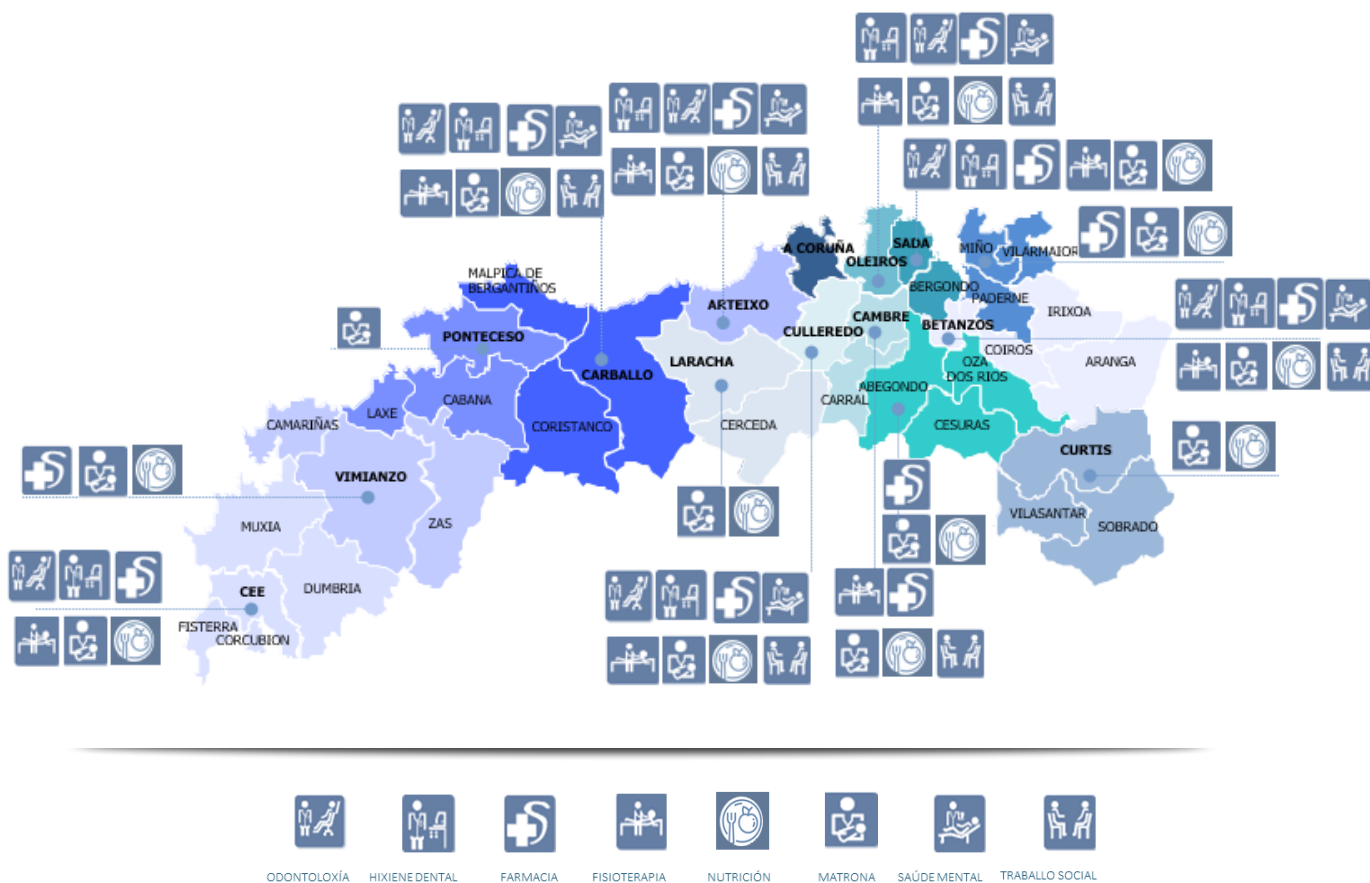 A CORUÑA
SADA
OLEIROS
MIÑO
VILARMAIOR
MALPICA DE
BERGANTIÑOS
BERGONDO
PADERNE
ARTEIXO
CAMBRE
IRIXOA
PONTECESO
CULLEREDO
BETANZOS
COIROS
LARACHA
OZA
DOS RIOS
ARANGA
CARBALLO
ABEGONDO
CABANA
CARRAL
LAXE
CAMARIÑAS
CORISTANCO
CERCEDA
CESURAS
CURTIS
VIMIANZO
VILASANTAR
SOBRADO
MUXIA
ZAS
DUMBRIA
CEE
FISTERRA
CORCUBION
ODONTOLOXÍA
HIXIENE DENTAL
FARMACIA
FISIOTERAPIA
NUTRICIÓN
MATRONA
SAÚDE MENTAL
TRABALLO SOCIAL